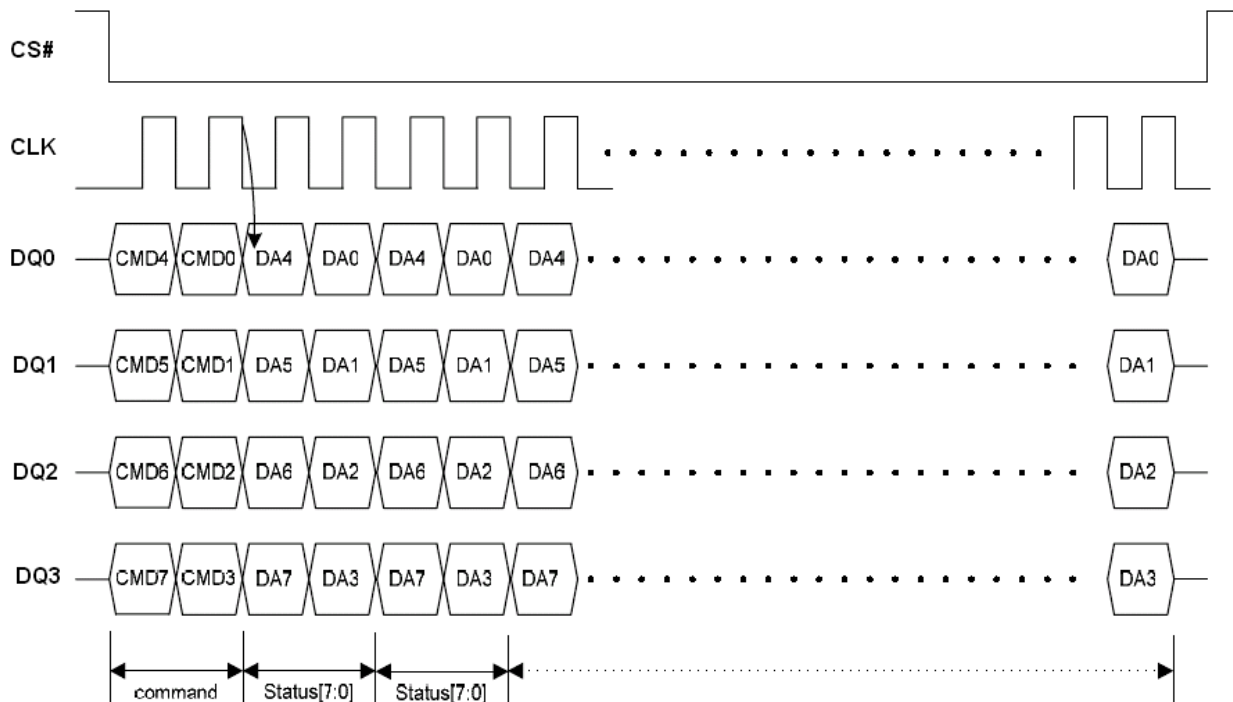 CS#
CLK
DQ0 CMD4 CMD0 DA4 DA0 DA4 DA0 DA4 DA0
DQ1 CMD5 CMD1 DA5 DA1 DA5 DA1 DA5 DA1
DQ2 CMD6 CMD2 DA6 DA2 DA6 DA2 DA6 DA2
DQ3 CMD7 CMD3 DA7 DA3 DA7 DA3 DA7 DA3
command Status[7:0] Status[7:0]